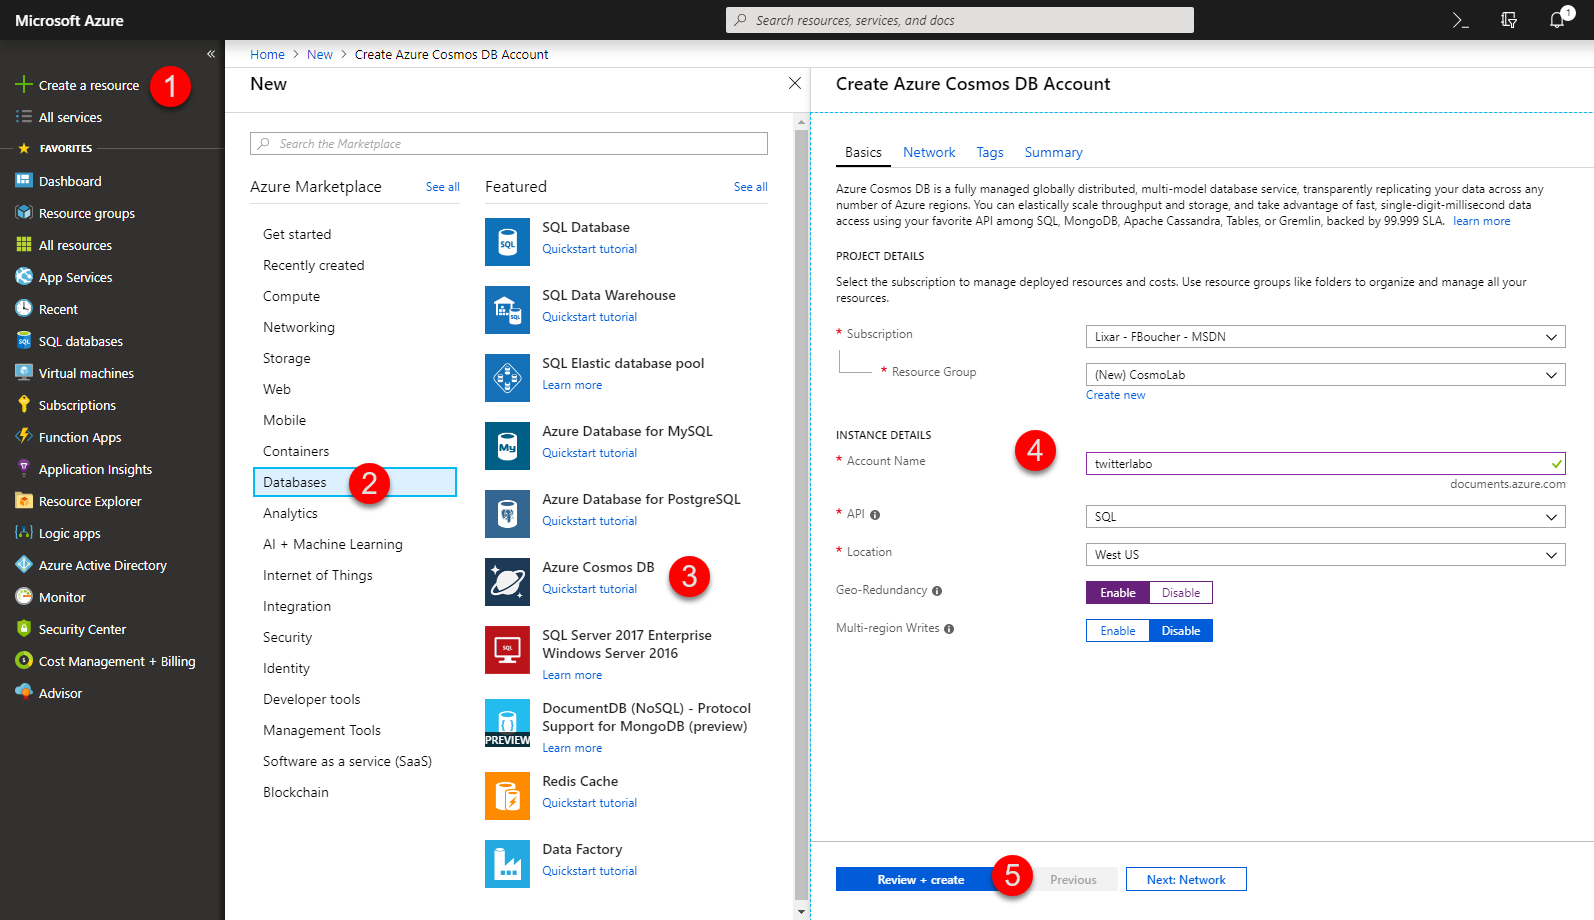 Microsoft Azure
Search resources, services, and docs
1
«
Create a resource
1
All services
FAVORITES
Dashboard
Resource groups
All resources
App Services
Recent
SQL databases
Virtual machines
Subscriptions
Function Apps
Application Insights
Resource Explorer
Logic apps
Azure Active Directory
Monitor
Security Center
Cost Management + Billing
Advisor
Home > New > Create Azure Cosmos DB Account
New
Search the Marketplace
Azure Marketplace See all
Get started
Recently created
Compute
Networking
Storage
Web
Mobile
Containers
Databases
2
Analytics
AI + Machine Learning
Internet of Things
Integration
Security
Identity
Developer tools
Management Tools
Software as a service (SaaS)
Blockchain
Featured See all
SQL
SQL Database
Quickstart tutorial
SQL
SQL Data Warehouse
Quickstart tutorial
SQL Elastic database pool
Learn more
My
Azure Database for MySQL
Quickstart tutorial
Azure Database for PostgreSQL
Quickstart tutorial
Azure Cosmos DB
Quickstart tutorial
3
SQL
SQL Server 2017 Enterprise
Windows Server 2016
Learn more
PREVIEW
DocumentDB (NoSQL) - Protocol
Support for MongoDB (preview)
Learn more
Redis Cache
Quickstart tutorial
Data Factory
Quickstart tutorial
Create Azure Cosmos DB Account
Basics Network Tags Summary
Azure Cosmos DB is a fully managed globally distributed, multi-model database service, transparently replicating your data across any
number of Azure regions. You can elastically scale throughput and storage, and take advantage of fast, single-digit-millisecond data
access using your favorite API among SQL, MongoDB, Apache Cassandra, Tables, or Gremlin, backed by 99.999 SLA. learn more
PROJECT DETAILS
Select the subscription to manage deployed resources and costs. Use resource groups like folders to organize and manage all your
resources.
* Subscription
Lixar - FBoucher - MSDN
* Resource Group
(New) CosmoLab
Create new
INSTANCE DETAILS
4
* Account Name
twitterlabo
documents.azure.com
* API
SQL
* Location
West US
Geo-Redundancy
Enable Disable
Multi-region Writes
Enable Disable
Review + create
5
Previous
Next: Network